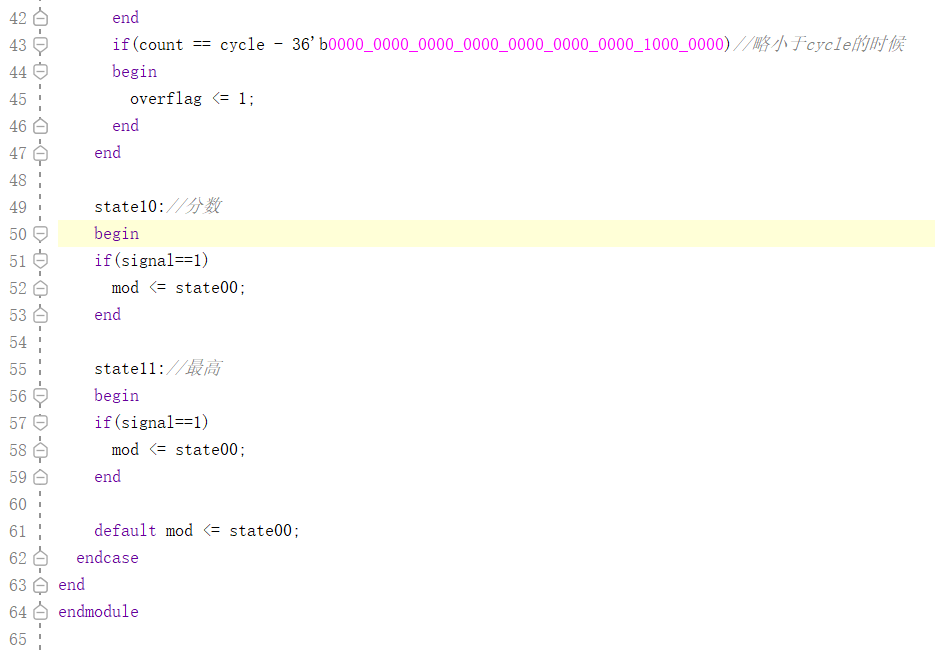 42 end
43 if(count == cycle - 36'b0000_0000_0000_0000_0000_0000_0000_1000_0000)//略小于cycle的时候
44 begin
45 overflag <= 1;
46 end
47 end
48
49 state10://分数
50 begin
51 if(signal==1)
52 mod <= state00;
53 end
54
55 state11://最高
56 begin
57 if(signal==1)
58 mod <= state00;
59 end
60
61 default mod <= state00;
62 endcase
63 end
64 endmodule
65